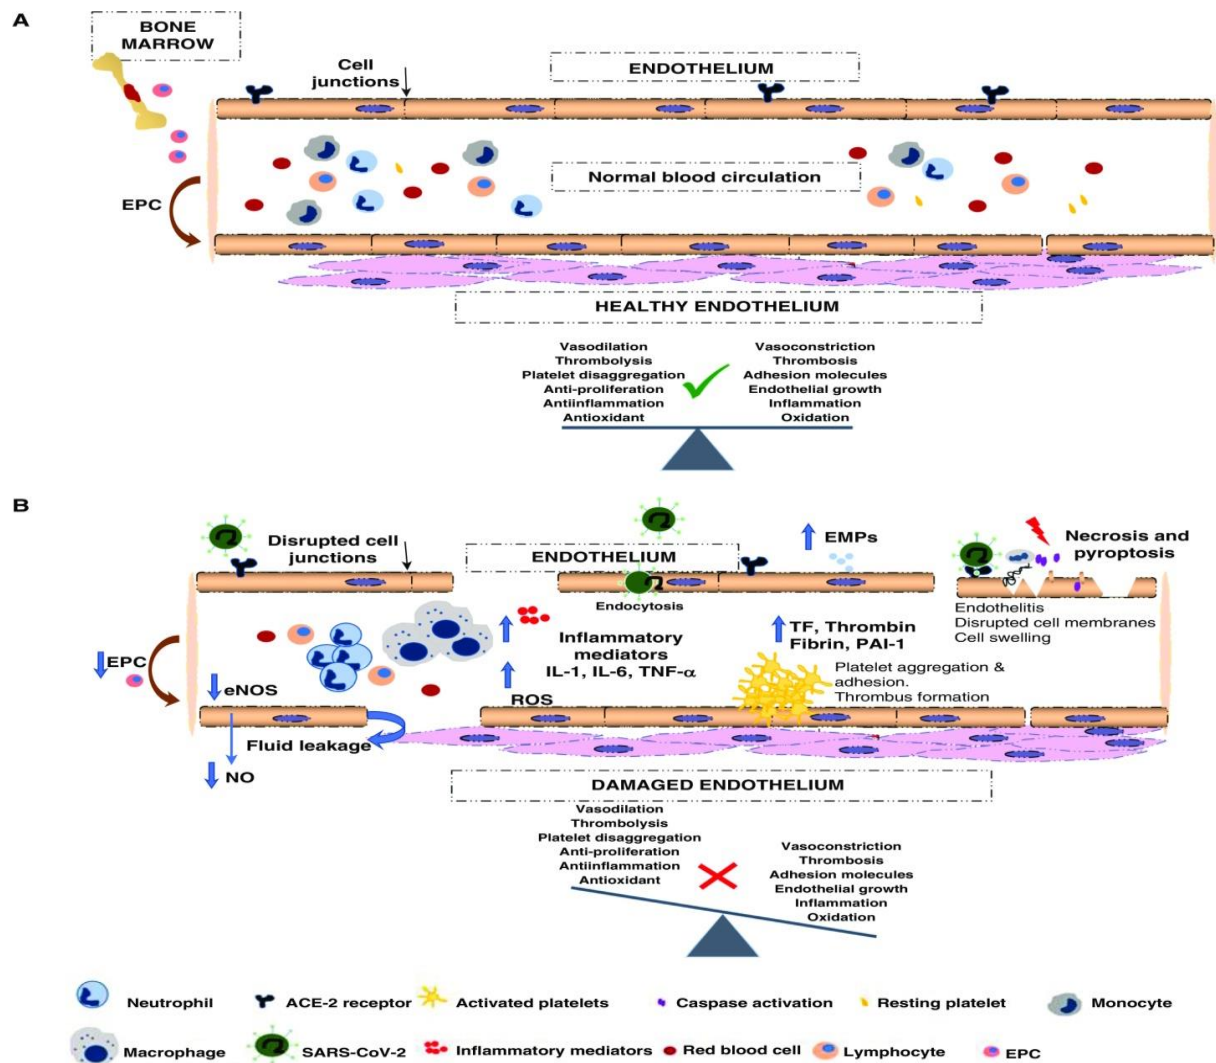 A
BONE
MARROW
Cell
junctions
ENDOTHELIUM
Normal blood circulation
EPC
HEALTHY ENDOTHELIUM
Vasodilation
Thrombolysis
Platelet disaggregation
Anti-proliferation
Antiinflammation
Antioxidant
Vasoconstriction
Thrombosis
Adhesion molecules
Endothelial growth
Inflammation
Oxidation
B
Disrupted cell
junctions
ENDOTHELIUM
EMPs
Necrosis and
pyroptosis
Endocytosis
Endothelitis
Disrupted cell membranes
Cell swelling
Inflammatory
mediators
IL-1, IL-6, TNF-α
TF, Thrombin
Fibrin, PAI-1
Platelet aggregation &
adhesion.
Thrombus formation
EPC
eNOS
ROS
Fluid leakage
NO
DAMAGED ENDOTHELIUM
Vasodilation
Thrombolysis
Platelet disaggregation
Anti-proliferation
Antiinflammation
Antioxidant
Vasoconstriction
Thrombosis
Adhesion molecules
Endothelial growth
Inflammation
Oxidation
Neutrophil
ACE-2 receptor
Activated platelets
Caspase activation
Resting platelet
Monocyte
Macrophage
SARS-CoV-2
Inflammatory mediators
Red blood cell
Lymphocyte
EPC